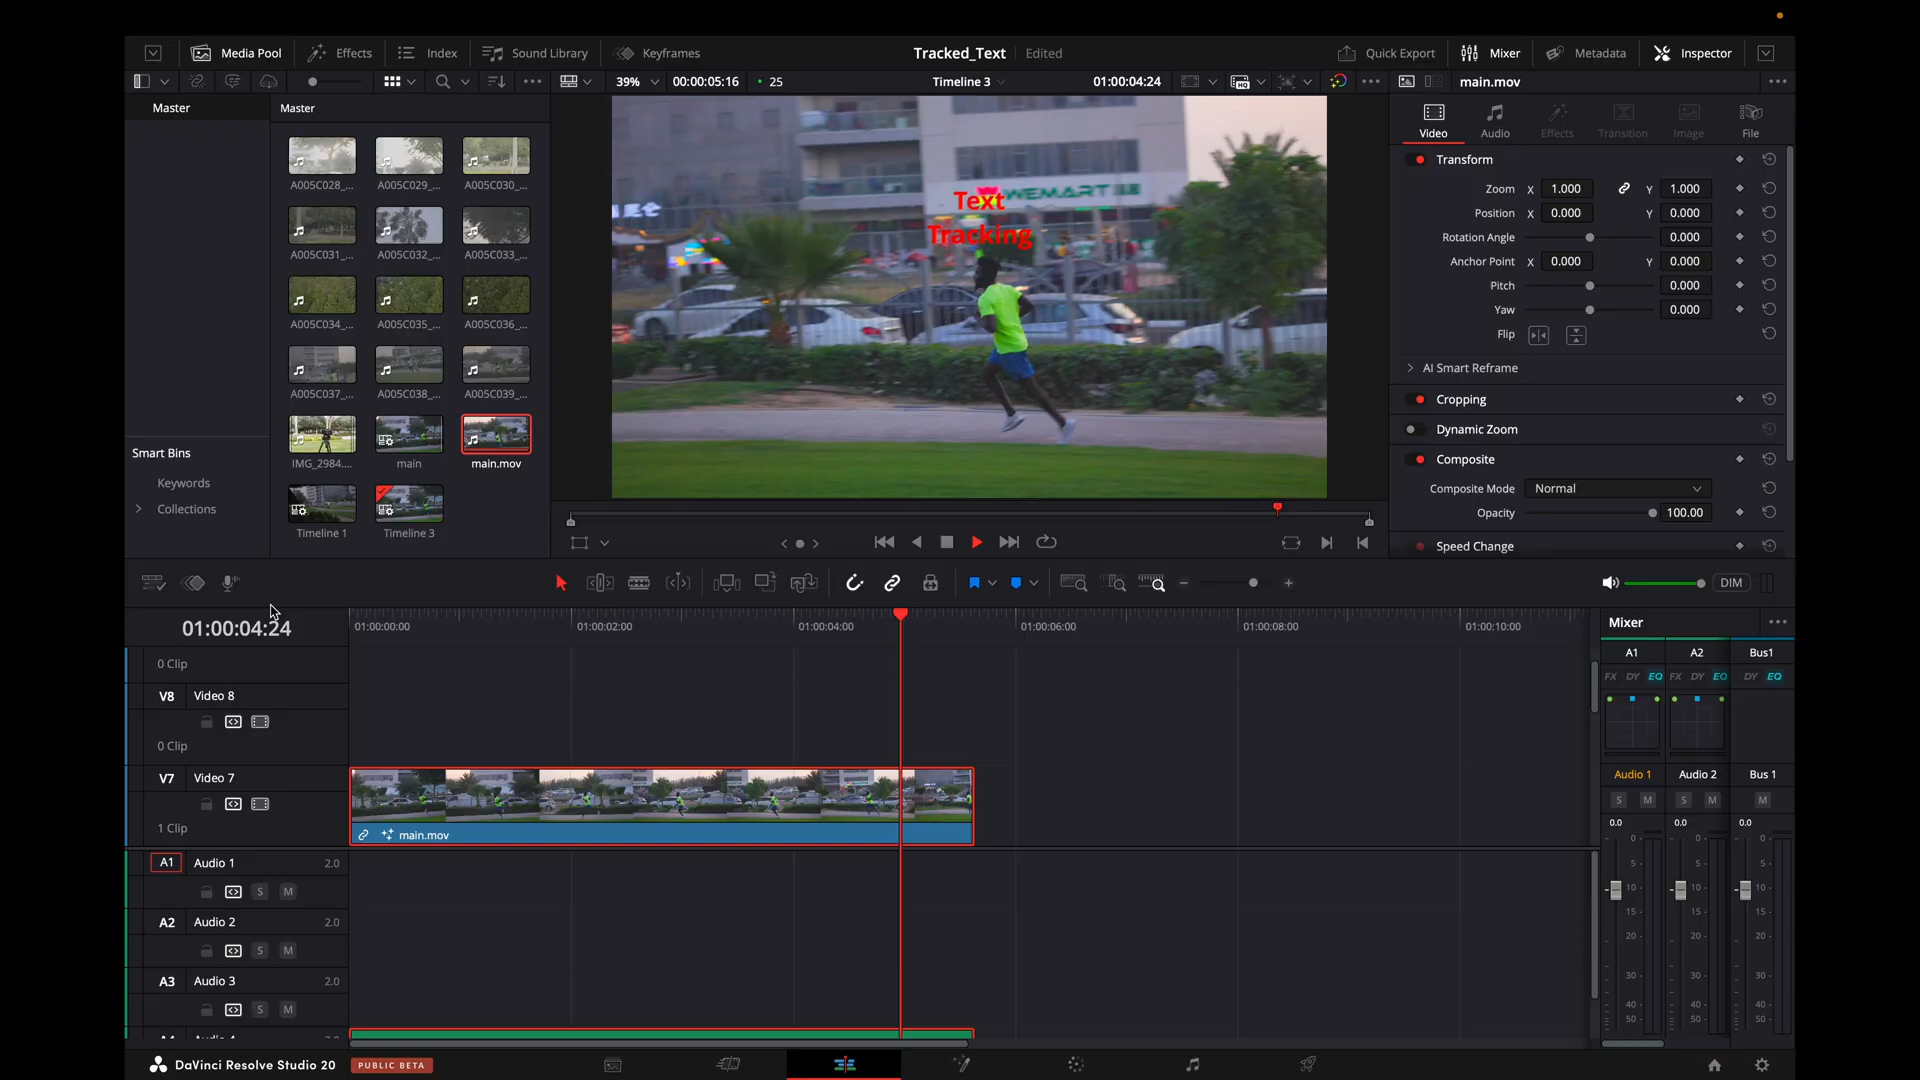 Media Pool
Effects
Index
Sound Library
Keyframes
Tracked_Text
Edited
Quick Export
Mixer
Metadata
Inspector
39%
00:00:05:16
25
Timeline 3
01:00:04:24
main.mov
Master
Master
Video
Audio
Effects
Transition
Image
File
A005C028_...
A005C029_...
A005C030_...
A005C031_...
A005C032_...
A005C033_...
A005C034_...
A005C035_...
A005C036_...
A005C037_...
A005C038_...
A005C039_...
IMG_2984....
main
main.mov
Timeline 1
Timeline 3
Smart Bins
Keywords
Collections
WEMART
Text
Tracking
Transform
Zoom X 1.000 Y 1.000
Position X 0.000 Y 0.000
Rotation Angle 0.000
Anchor Point X 0.000 Y 0.000
Pitch 0.000
Yaw 0.000
Flip
AI Smart Reframe
Cropping
Dynamic Zoom
Composite
Composite Mode Normal
Opacity 100.00
Speed Change
DIM
01:00:04:24
01:00:00:00
01:00:02:00
01:00:04:00
01:00:06:00
01:00:08:00
01:00:10:00
0 Clip
V8 Video 8
0 Clip
V7 Video 7
1 Clip
main.mov
A1 Audio 1 2.0
S M
A2 Audio 2 2.0
S M
A3 Audio 3 2.0
S M
Mixer
A1 A2 Bus1
FX DY EQ FX DY EQ DY EQ
Audio 1 Audio 2 Bus 1
S M S M M
0.0 0.0 0.0
0 0 0
5 5 5
10 10 10
15 15 15
20 20 20
30 30 30
40 40 40
50 50 50
DaVinci Resolve Studio 20
PUBLIC BETA